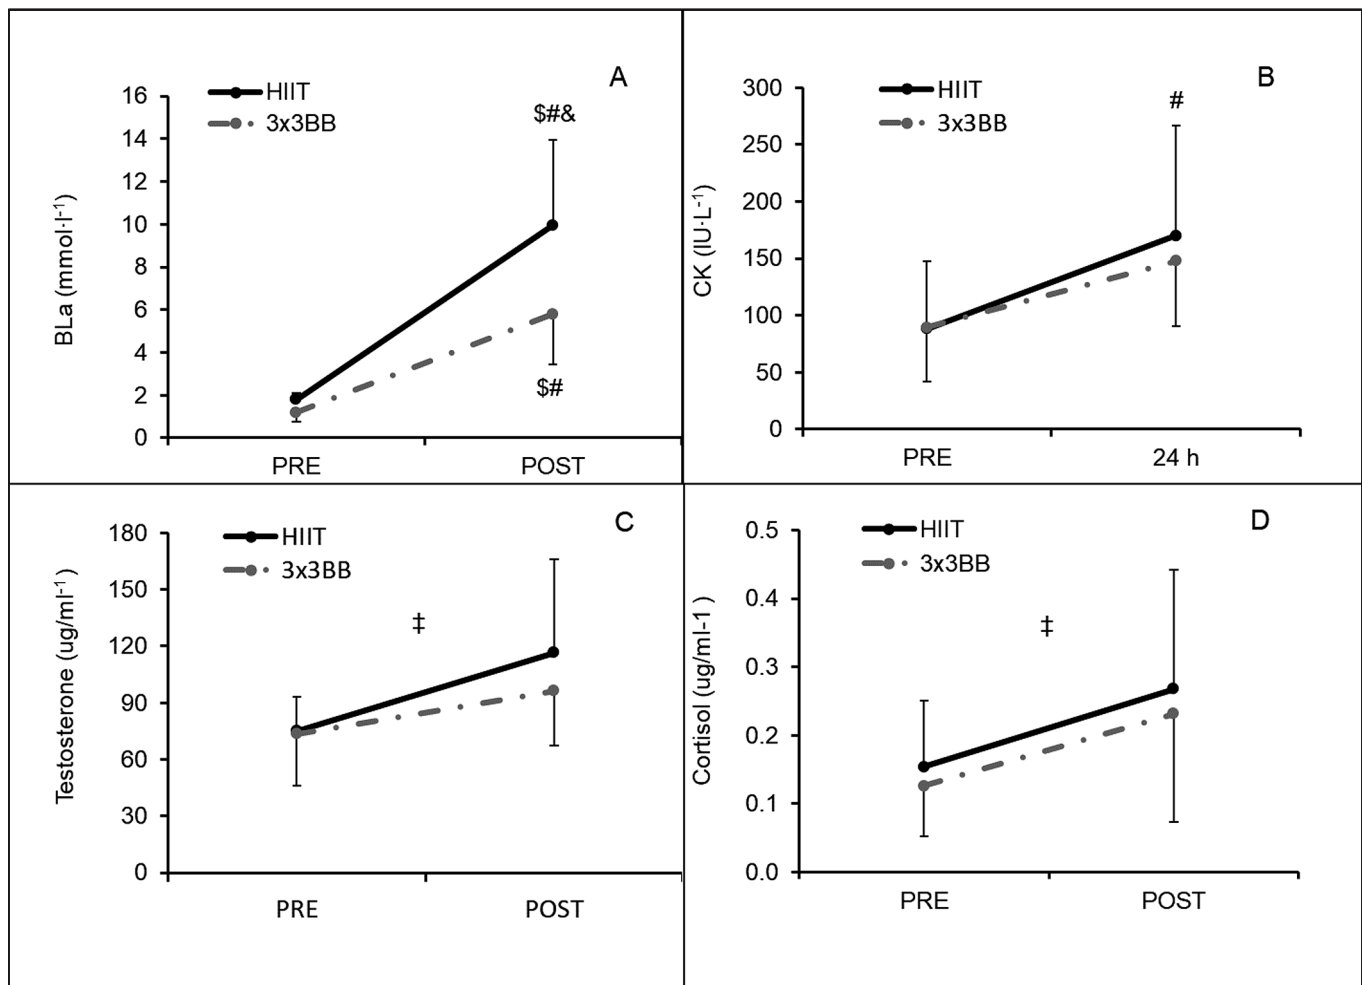 A
HIIT
3x3BB
16
14
12
10
8
6
4
2
0
BLa (mmol·l-1)
$#&
$#
PRE POST
B
HIIT
3x3BB
300
250
200
150
100
50
0
CK (IU·L-1)
#
PRE 24 h
C
HIIT
3x3BB
180
150
120
90
60
30
0
Testosterone (ug/ml-1 )
‡
PRE POST
D
HIIT
3x3BB
0.5
0.4
0.3
0.2
0.1
0.0
Cortisol (ug/ml-1 )
‡
PRE POST